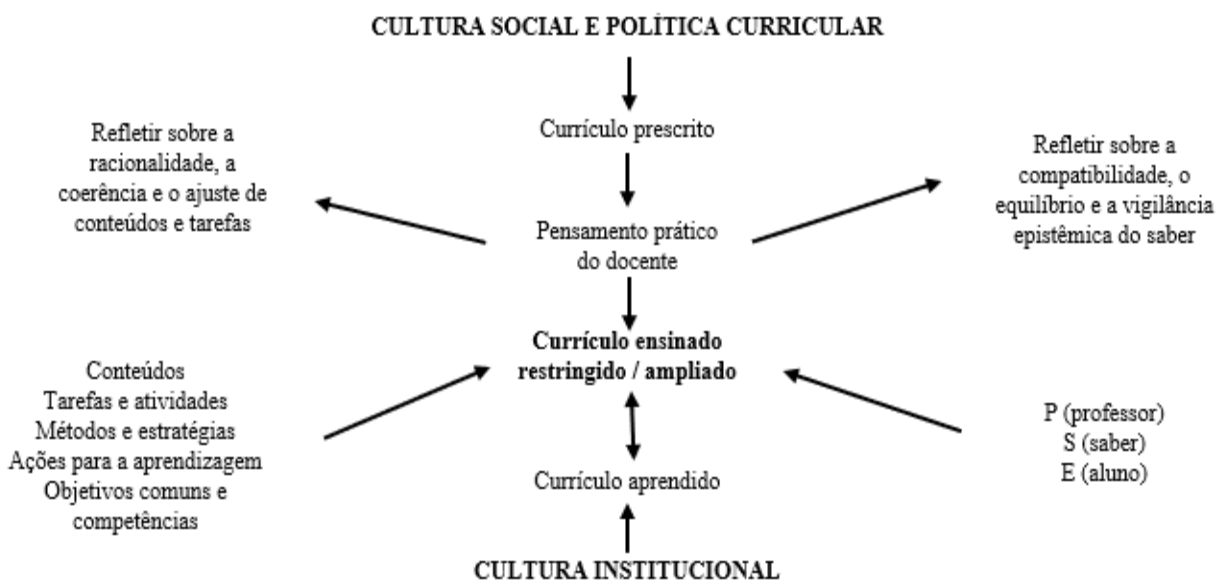 CULTURA SOCIAL E POLÍTICA CURRICULAR
Currículo prescrito
Refletir sobre a
racionalidade, a
coerência e o ajuste de
conteúdos e tarefas
Refletir sobre a
compatibilidade, o
equilíbrio e a vigilância
epistêmica do saber
Pensamento prático
do docente
Currículo ensinado
restringido / ampliado
Conteúdos
Tarefas e atividades
Métodos e estratégias
Ações para a aprendizagem
Objetivos comuns e
competências
P (professor)
S (saber)
E (aluno)
Currículo aprendido
CULTURA INSTITUCIONAL